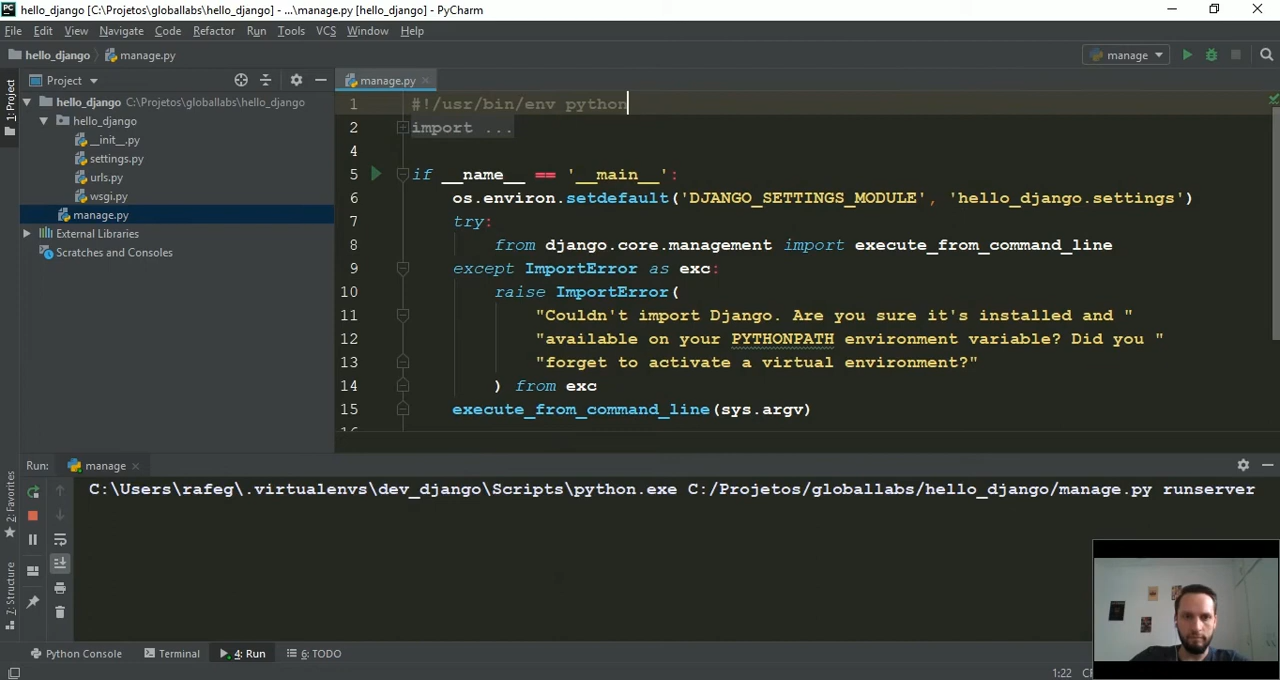 hello_django [C:\Projetos\globallabs\hello_django] - ...\manage.py [hello_django] - PyCharm
File Edit View Navigate Code Refactor Run Tools VCS Window Help
hello_django manage.py manage
1: Project
Project
manage.py
hello_django C:\Projetos\globallabs\hello_django
hello_django
__init__.py
settings.py
urls.py
wsgi.py
manage.py
External Libraries
Scratches and Consoles
1 #!/usr/bin/env python
2 import ...
4
5 if __name__ == '__main__':
6 os.environ.setdefault('DJANGO_SETTINGS_MODULE', 'hello_django.settings')
7 try:
8 from django.core.management import execute_from_command_line
9 except ImportError as exc:
10 raise ImportError(
11 "Couldn't import Django. Are you sure it's installed and "
12 "available on your PYTHONPATH environment variable? Did you "
13 "forget to activate a virtual environment?"
14 ) from exc
15 execute_from_command_line(sys.argv)
Run: manage
C:\Users\rafeg\.virtualenvs\dev_django\Scripts\python.exe C:/Projetos/globallabs/hello_django/manage.py runserver
2: Favorites
7: Structure
Python Console Terminal 4: Run 6: TODO
1:22